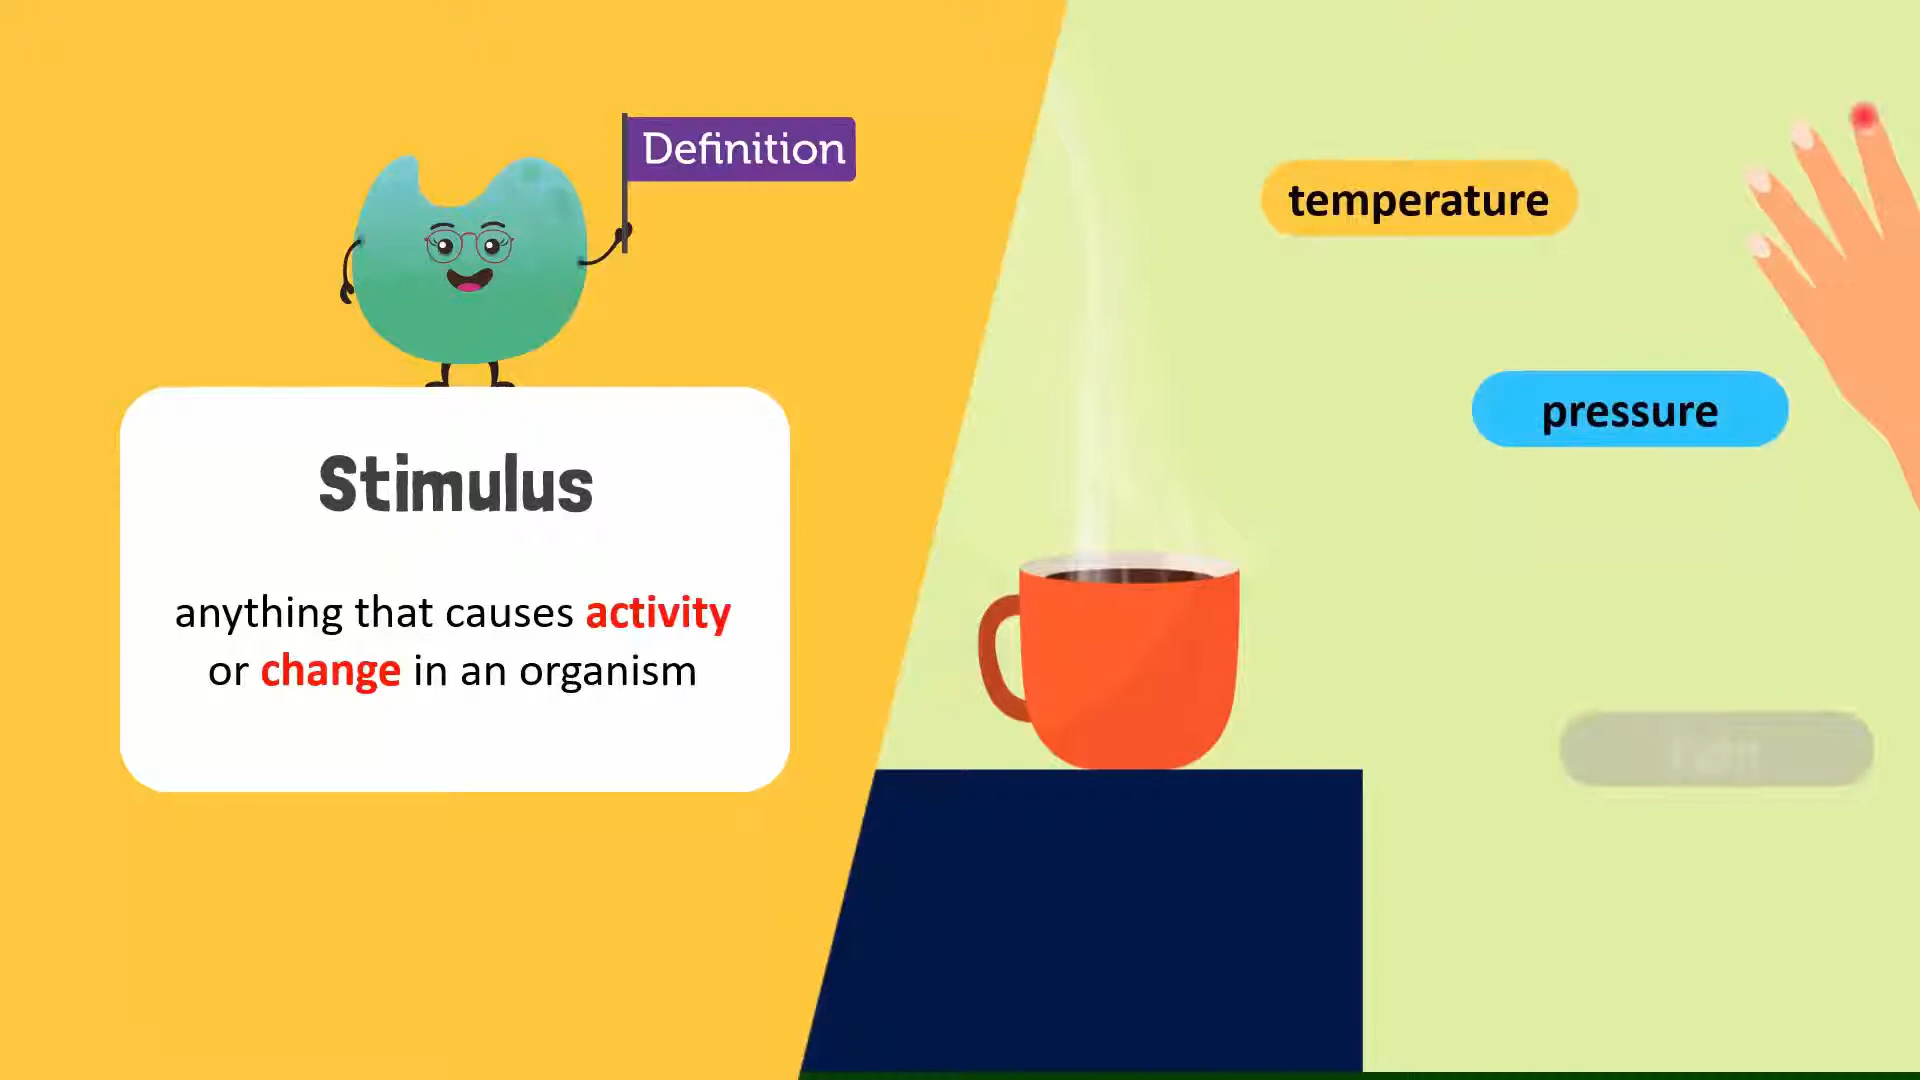 Definition
Stimulus
anything that causes activity
or change in an organism
temperature
pressure